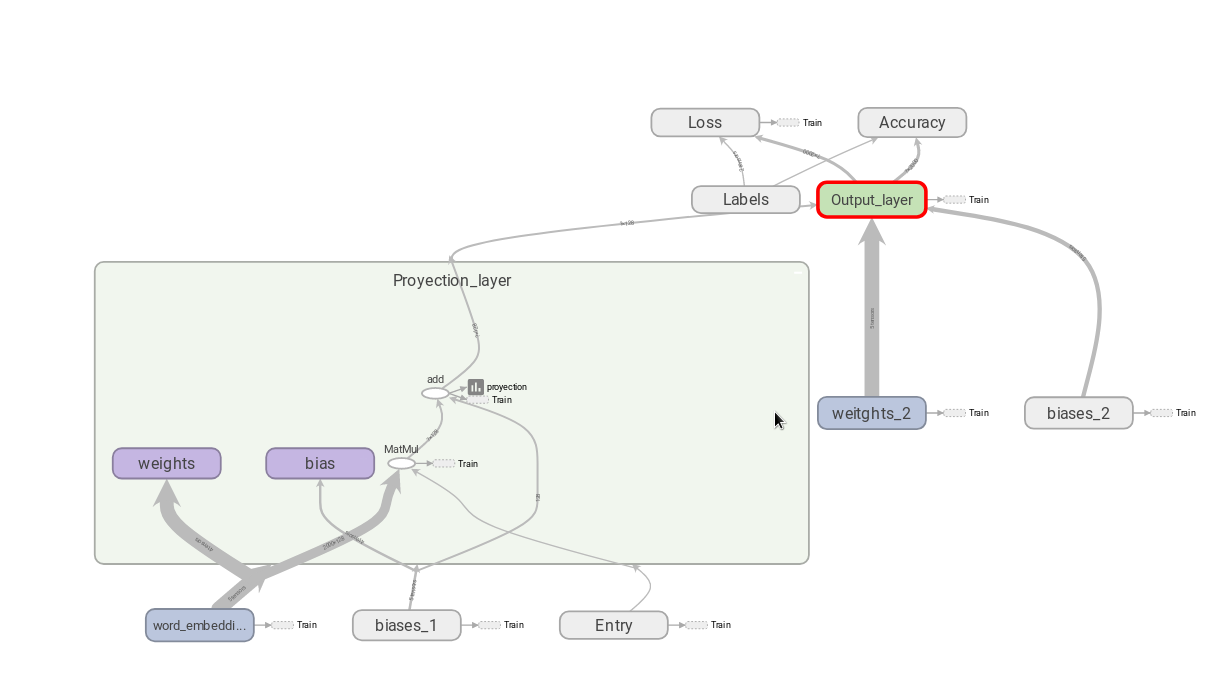 Loss
Train
Accuracy
Labels
Output_layer
Train
Proyection_layer
add
proyection
Train
weitghts_2
Train
biases_2
Train
weights
bias
MatMul
Train
word_embeddi...
Train
biases_1
Train
Entry
Train